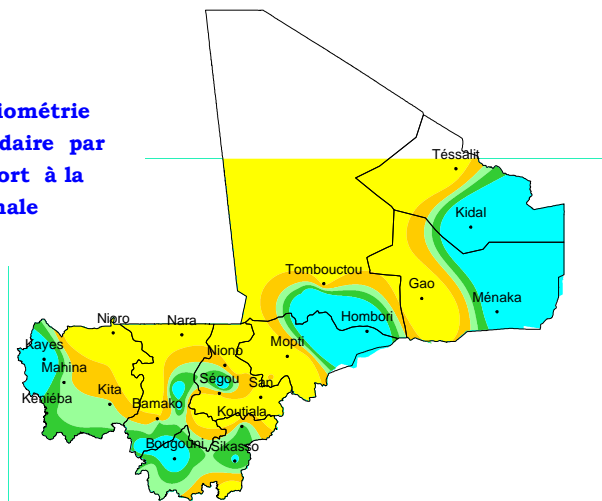 iométrie
daire par
ort à la
nale
Téssalit
Kidal
Tombouctou
Gao
Ménaka
Hombori
Nioro
Nara
Kayes
Niono
Mopti
Mahina
Ségou
San
Kita
Kéniéba
Bamako
Koutiala
Bougouni
Sikasso